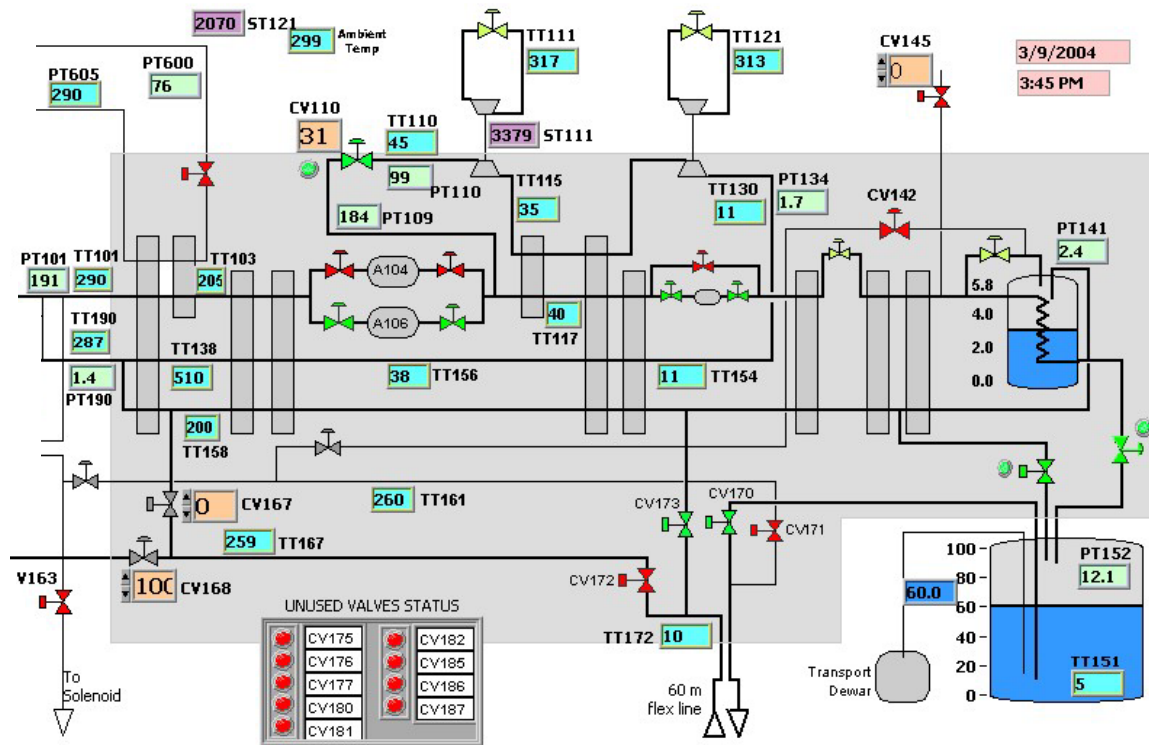 2070 ST121
299 Ambient Temp
TT111
317
TT121
313
CV145
0
3/9/2004
3:45 PM
PT605
290
PT600
76
CV110
31
TT110
45
3379 ST111
99
PT110
TT115
35
184 PT109
TT130
11
PT134
1.7
CV142
PT141
2.4
PT101
191
TT101
290
TT103
205
A104
A106
40
TT117
5.8
4.0
2.0
0.0
TT190
287
TT138
510
38 TT156
11 TT154
1.4
PT190
200
TT158
0 CV167
260 TT161
CV173
CV170
CV171
259 TT167
V163
CV168
CV172
TT172 10
UNUSED VALVES STATUS
CV175
CV176
CV177
CV180
CV181
CV182
CV185
CV186
CV187
To
Solenoid
60 m
flex line
Transport
Dewar
60.0
100
80
60
40
20
0
PT152
12.1
TT151
5